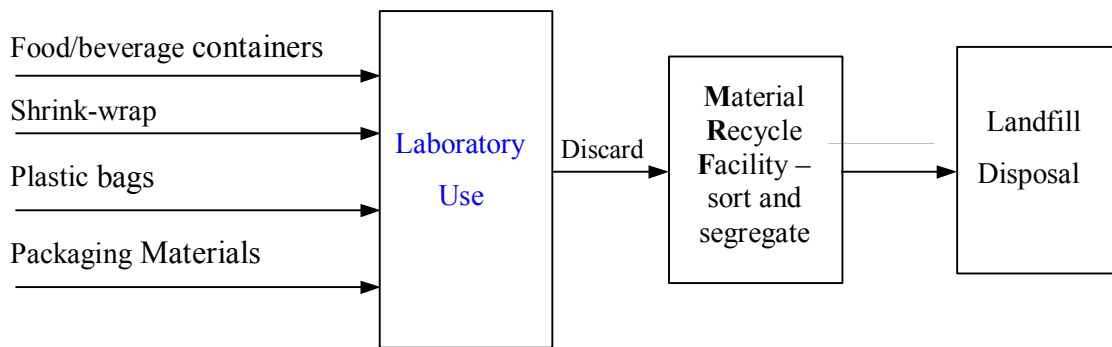 Food/beverage containers
Shrink-wrap
Plastic bags
Packaging Materials
Laboratory
Use
Discard
Material
Recycle
Facility –
sort and
segregate
Landfill
Disposal